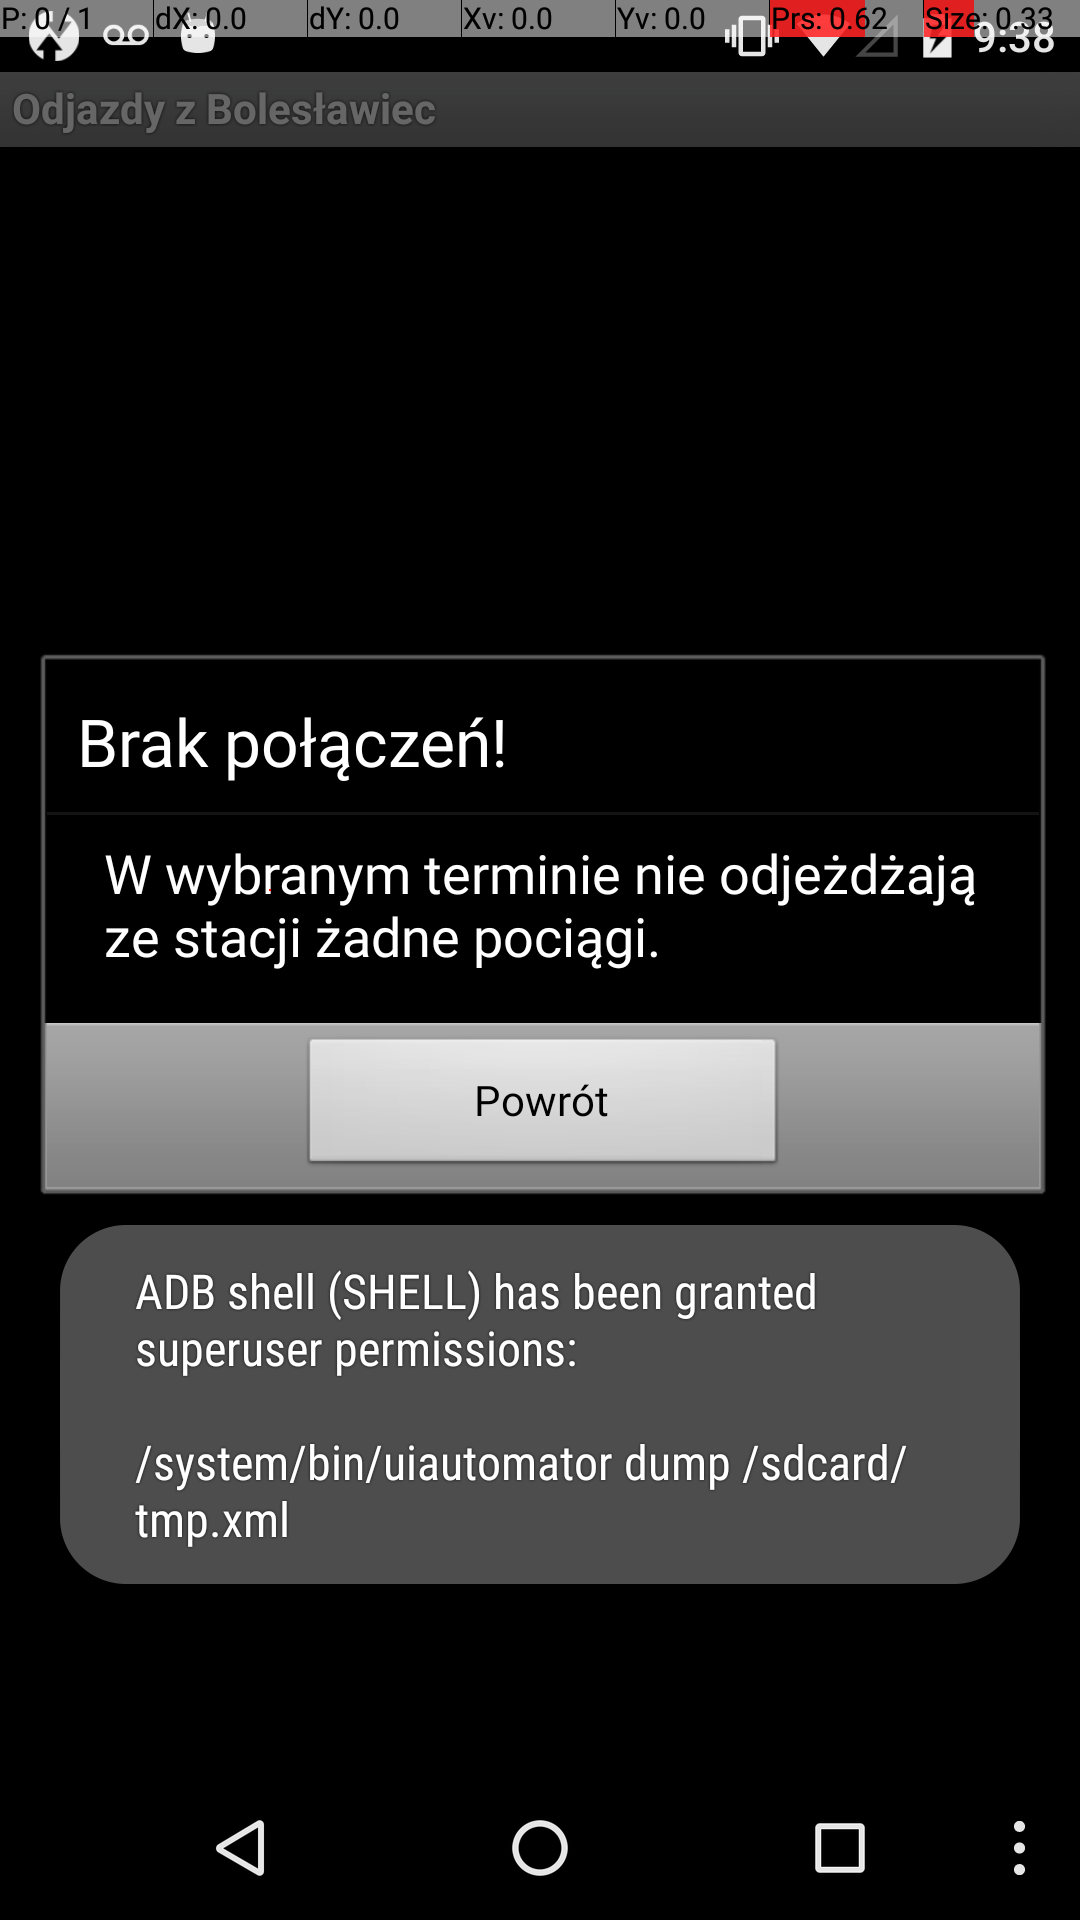 P: 0 / 1 dX: 0.0 dY: 0.0 Xv: 0.0 Yv: 0.0 Prs: 0.62 Size: 0.33
9:38
Odjazdy z Bolesławiec
Brak połączeń!
W wybranym terminie nie odjeżdżają
ze stacji żadne pociągi.
Powrót
ADB shell (SHELL) has been granted
superuser permissions:
/system/bin/uiautomator dump /sdcard/
tmp.xml